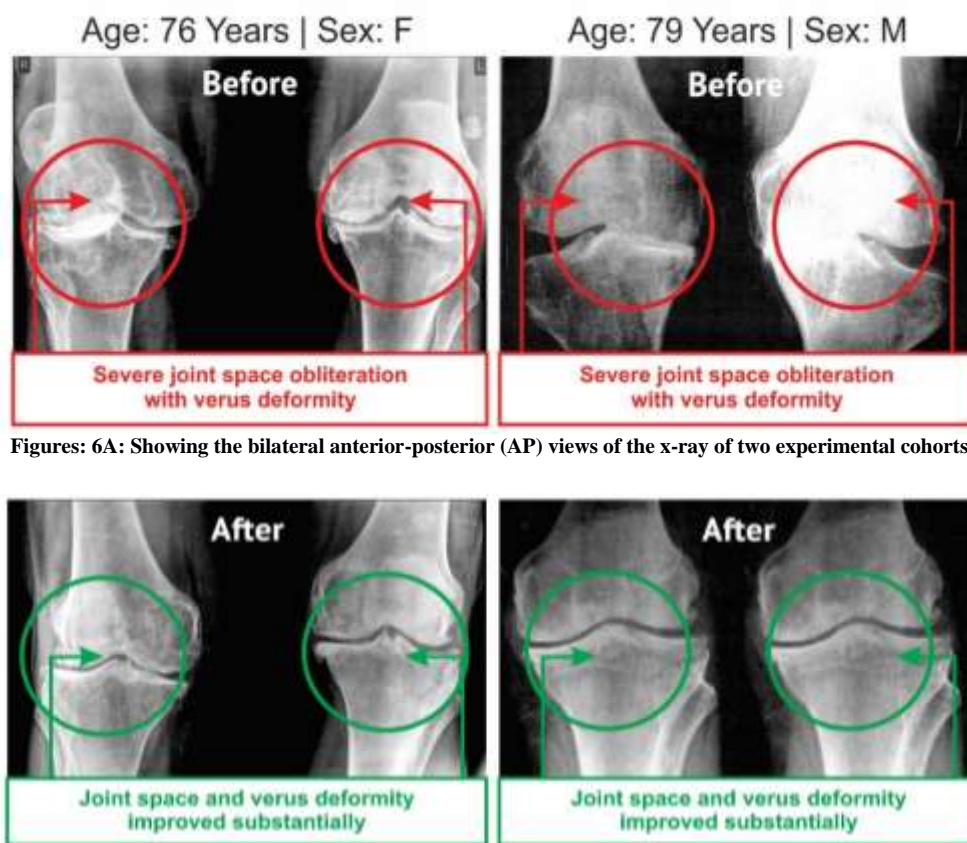 Age: 76 Years | Sex: F
Age: 79 Years | Sex: M
R
L
Before
Before
Severe joint space obliteration
with verus deformity
Severe joint space obliteration
with verus deformity
Figures: 6A: Showing the bilateral anterior-posterior (AP) views of the x-ray of two experimental cohorts
After
After
Joint space and verus deformity
improved substantially
Joint space and verus deformity
improved substantially